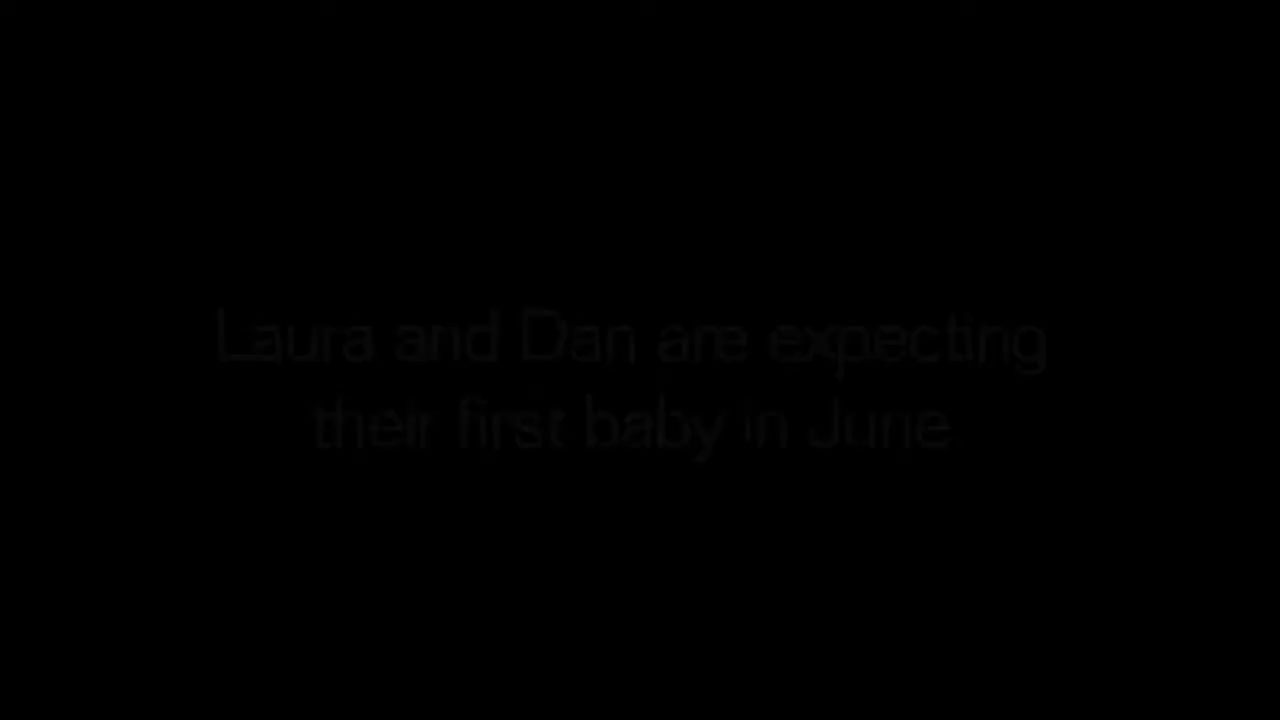 Laura and Dan are expecting
their first baby in June.